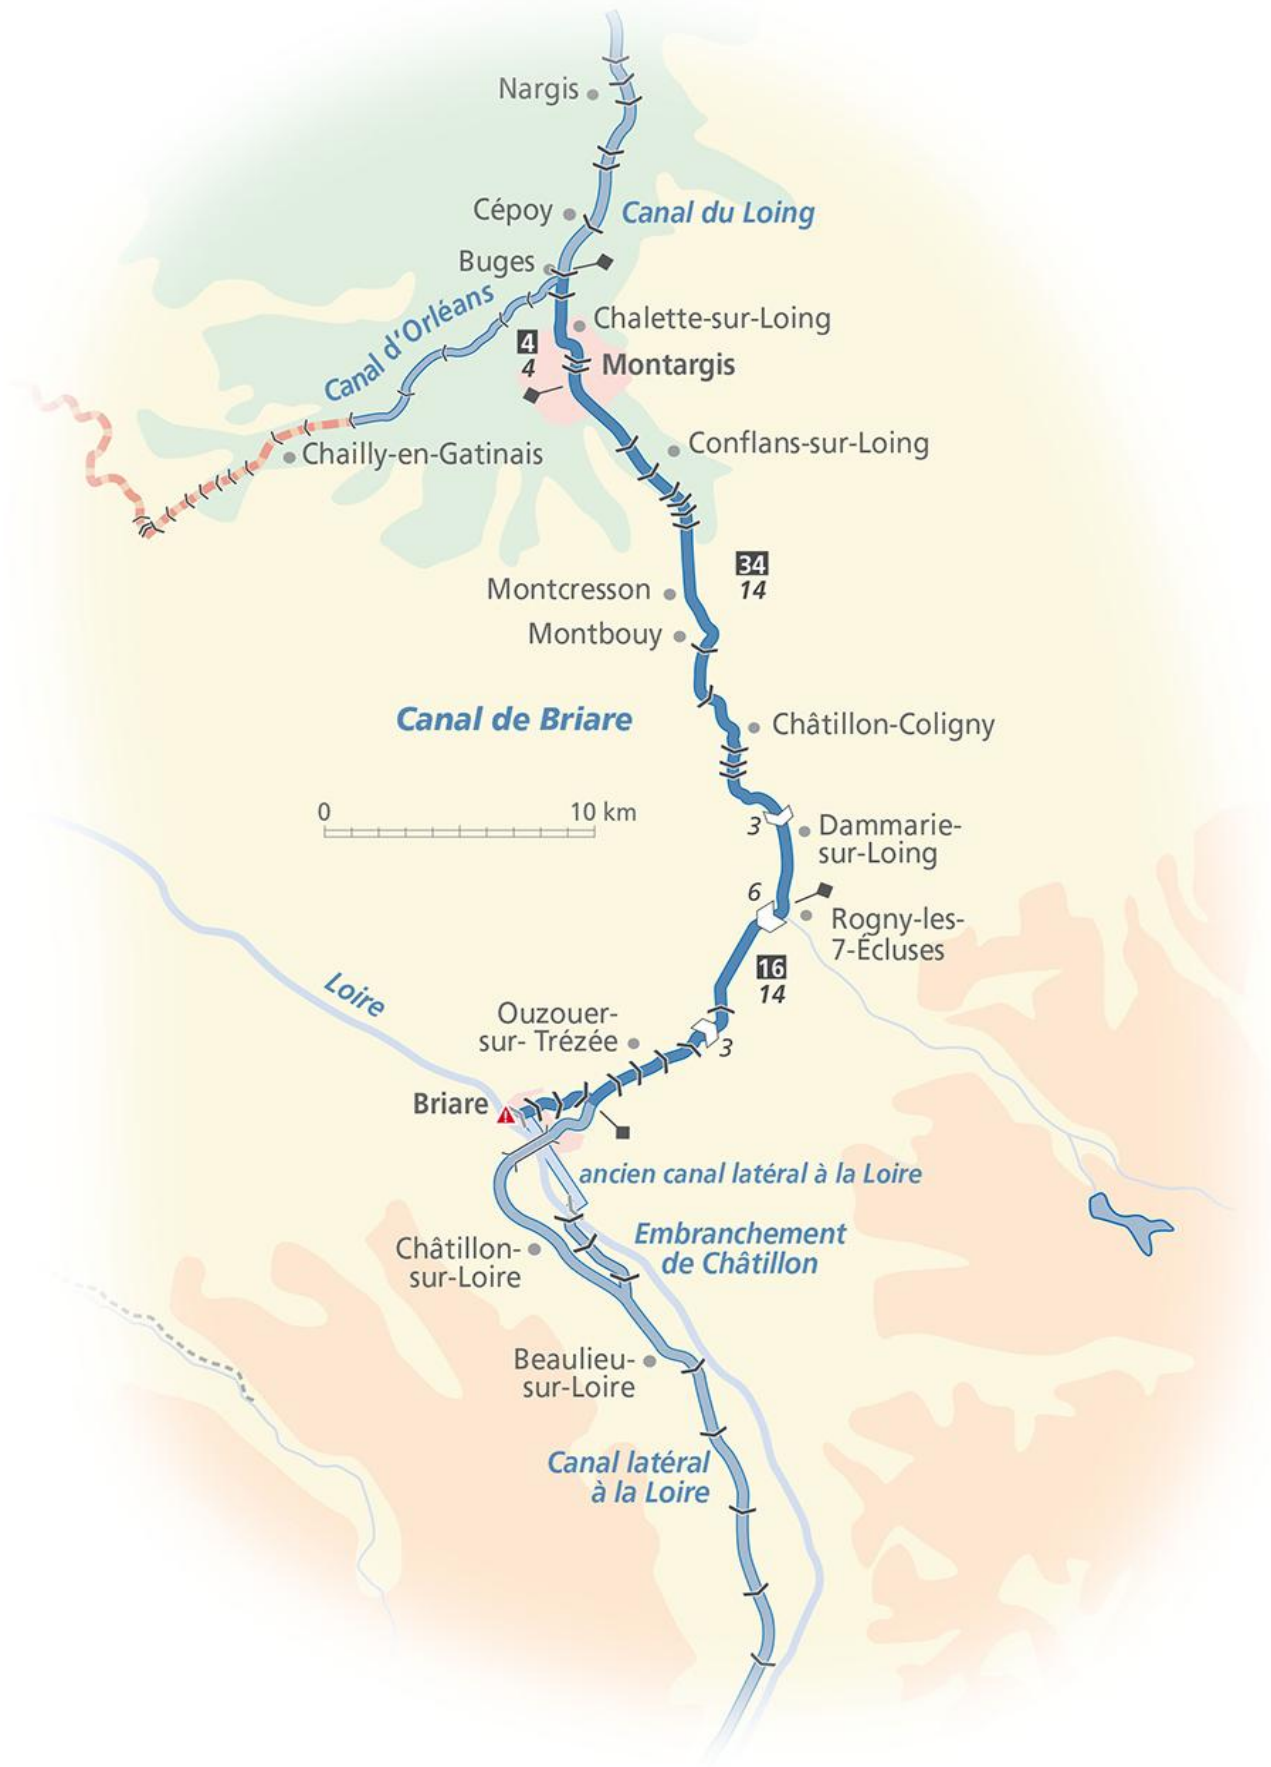 Nargis
Cépoy
Canal du Loing
Buges
Canal d'Orléans
Chalette-sur-Loing
4
4
Montargis
Conflans-sur-Loing
Chailly-en-Gatinais
34
14
Montcresson
Montbouy
Canal de Briare
Châtillon-Coligny
0
10 km
3
Dammarie-
sur-Loing
6
Rogny-les-
7-Écluses
16
14
Loire
Ouzouer-
sur- Trézée
3
Briare
ancien canal latéral à la Loire
Embranchement
de Châtillon
Châtillon-
sur-Loire
Beaulieu-
sur-Loire
Canal latéral
à la Loire